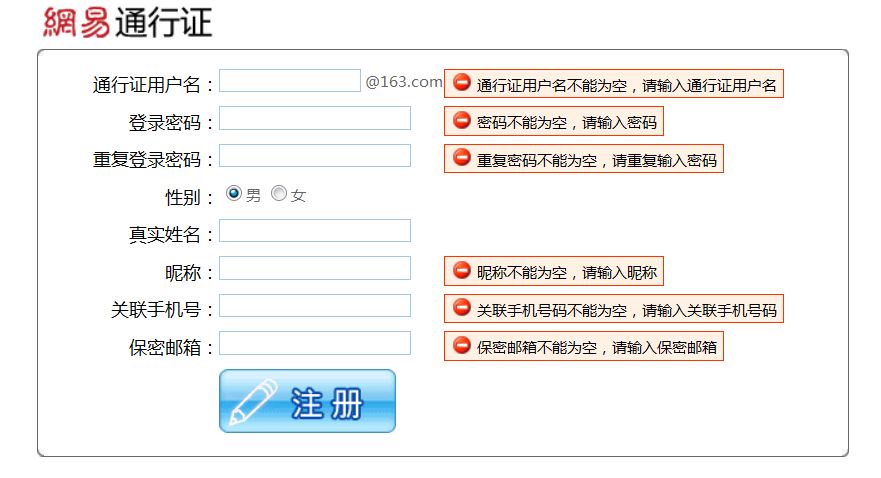 網易通行证
通行证用户名： @163.com 通行证用户名不能为空，请输入通行证用户名
登录密码： 密码不能为空，请输入密码
重复登录密码： 重复密码不能为空，请重复输入密码
性别： 男 女
真实姓名：
昵称： 昵称不能为空，请输入昵称
关联手机号： 关联手机号码不能为空，请输入关联手机号码
保密邮箱： 保密邮箱不能为空，请输入保密邮箱
注册